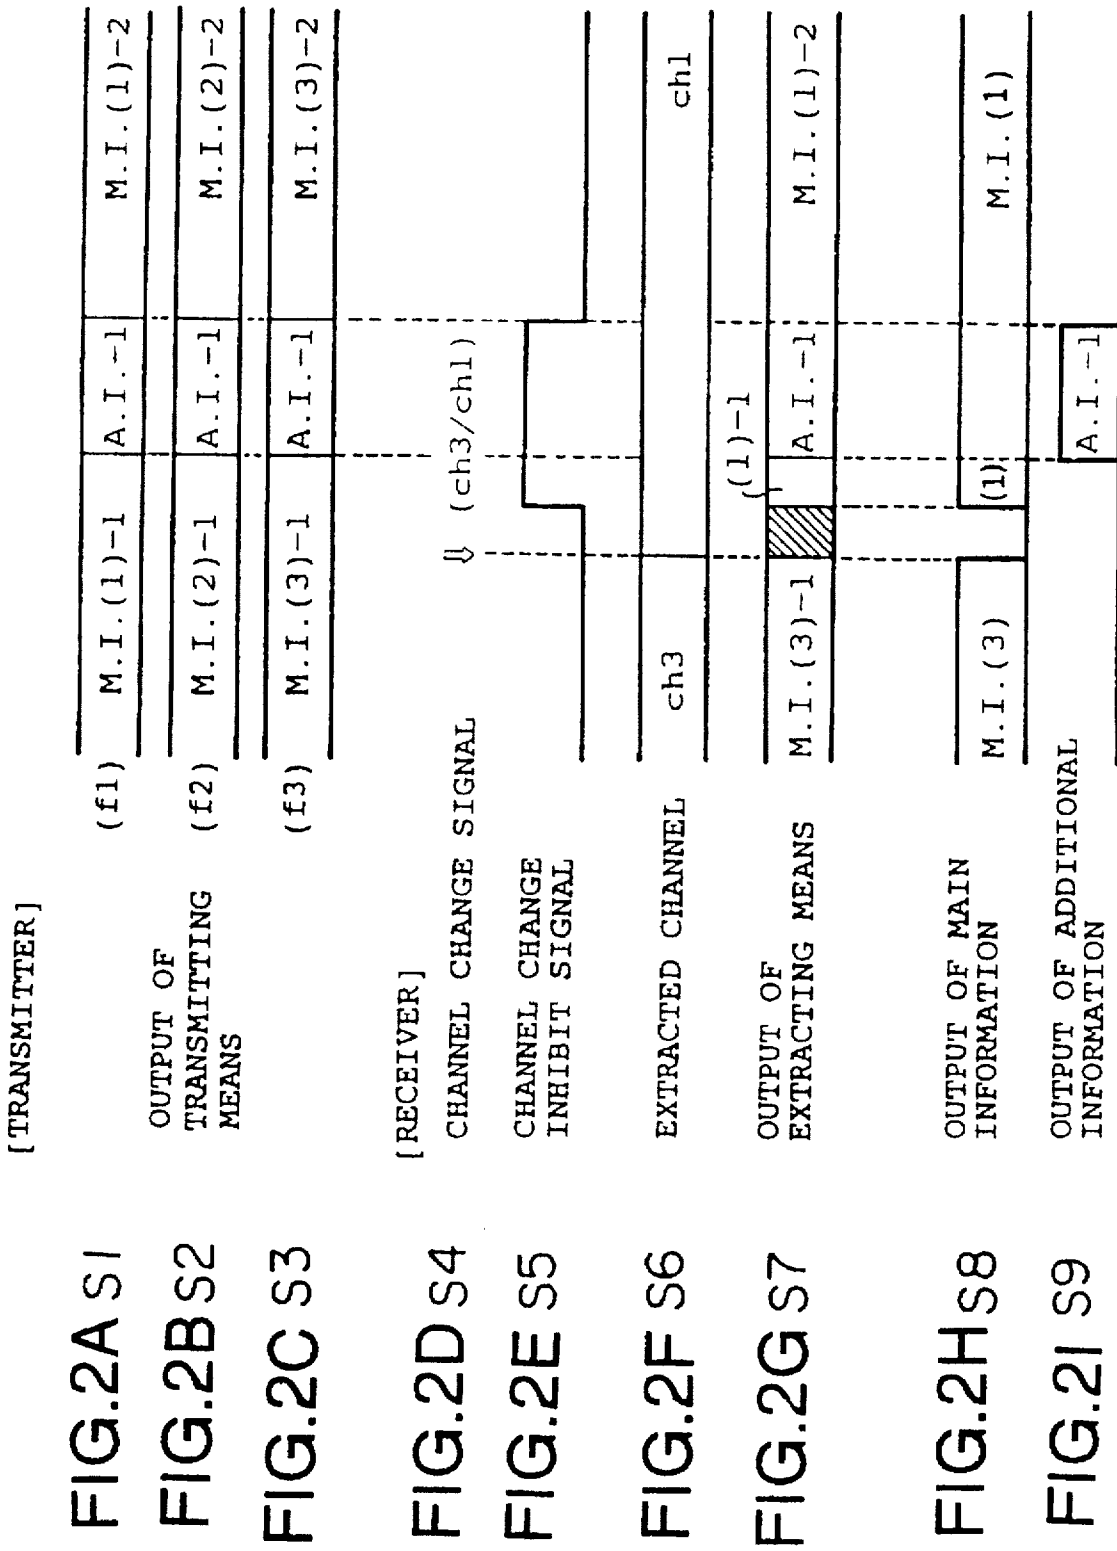 [TRANSMITTER]
FIG.2A S1
(f1) M.I.(1)-1 A.I.-1 M.I.(1)-2
FIG.2B S2
OUTPUT OF
TRANSMITTING
MEANS
(f2) M.I.(2)-1 A.I.-1 M.I.(2)-2
FIG.2C S3
(f3) M.I.(3)-1 A.I.-1 M.I.(3)-2
[RECEIVER]
FIG.2D S4
CHANNEL CHANGE SIGNAL
⇩ (ch3/ch1)
FIG.2E S5
CHANNEL CHANGE
INHIBIT SIGNAL
FIG.2F S6
EXTRACTED CHANNEL
ch3 ch1
FIG.2G S7
OUTPUT OF
EXTRACTING MEANS
(1)-1
M.I.(3)-1 A.I.-1 M.I.(1)-2
FIG.2H S8
OUTPUT OF MAIN
INFORMATION
M.I.(3) (1) M.I.(1)
FIG.2I S9
OUTPUT OF ADDITIONAL
INFORMATION
A.I.-1